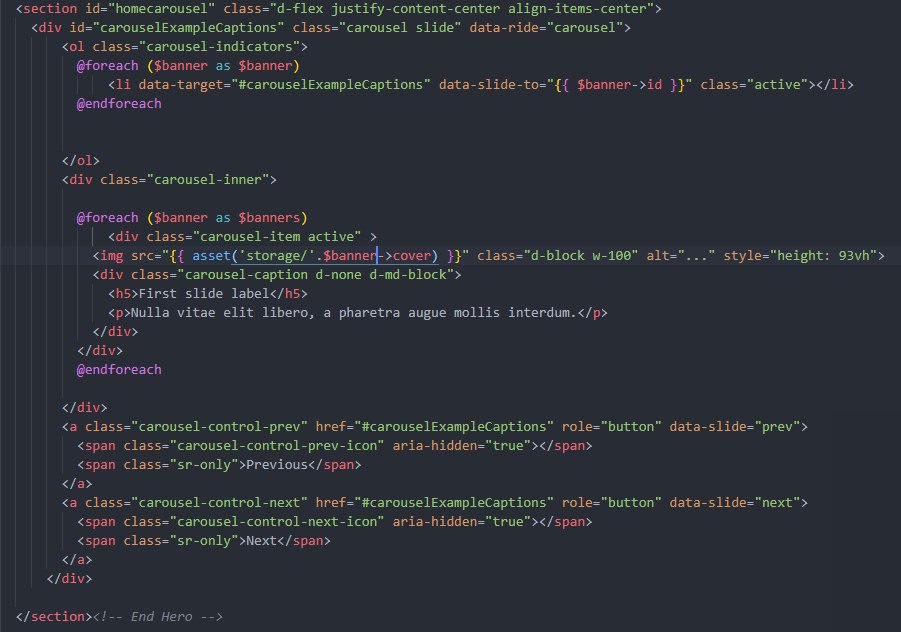 <section id="homecarousel" class="d-flex justify-content-center align-items-center">
<div id="carouselExampleCaptions" class="carousel slide" data-ride="carousel">
<ol class="carousel-indicators">
@foreach ($banner as $banner)
<li data-target="#carouselExampleCaptions" data-slide-to="{{ $banner->id }}" class="active"></li>
@endforeach
</ol>
<div class="carousel-inner">
@foreach ($banner as $banners)
<div class="carousel-item active" >
<img src="{{ asset('storage/'.$banner->cover) }}" class="d-block w-100" alt="..." style="height: 93vh">
<div class="carousel-caption d-none d-md-block">
<h5>First slide label</h5>
<p>Nulla vitae elit libero, a pharetra augue mollis interdum.</p>
</div>
</div>
@endforeach
</div>
<a class="carousel-control-prev" href="#carouselExampleCaptions" role="button" data-slide="prev">
<span class="carousel-control-prev-icon" aria-hidden="true"></span>
<span class="sr-only">Previous</span>
</a>
<a class="carousel-control-next" href="#carouselExampleCaptions" role="button" data-slide="next">
<span class="carousel-control-next-icon" aria-hidden="true"></span>
<span class="sr-only">Next</span>
</a>
</div>
</section><!-- End Hero -->